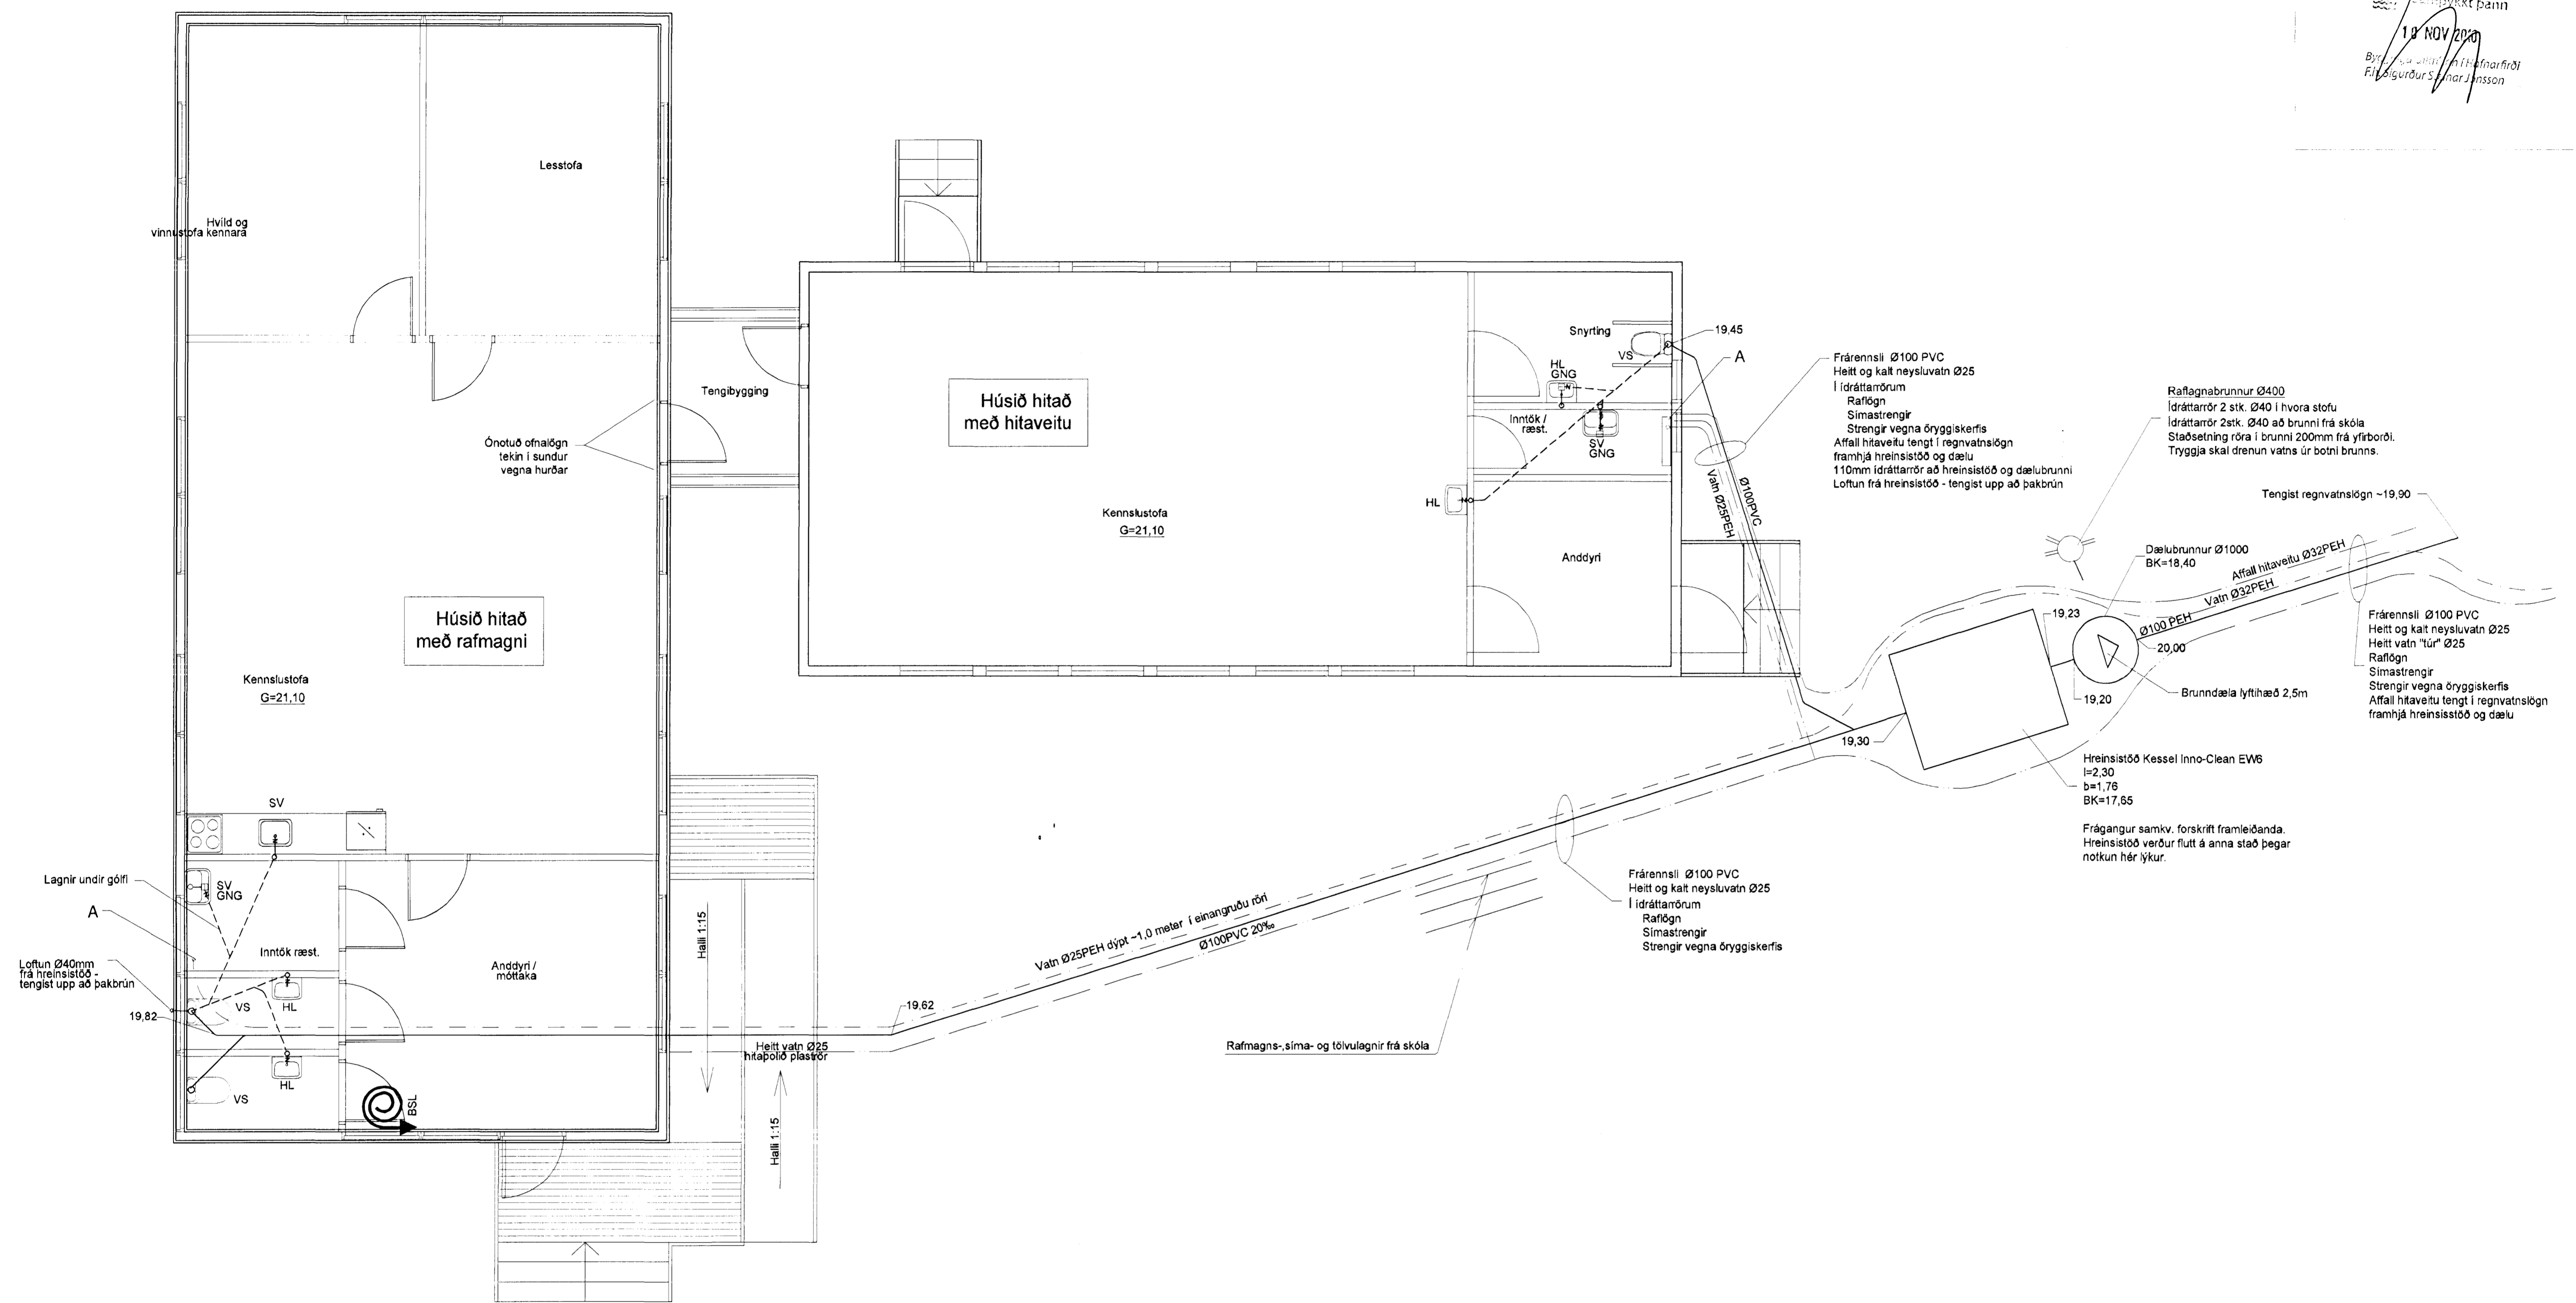 þann
18 NOV 2010
Lesstofa
Hvíld og
vinnustofa kennara
Tengibygging
Ónotuð ofnalögn
tekin í sundur
vegna hurðar
Húsið hitað
með rafmagni
Kennslustofa
G=21,10
SV
Lagnir undir gólfi
SV
GNG
A
Inntök ræst.
Loftun Ø40mm
frá hreinsistöð -
tengist upp að þakbrún
19,82
VS
HL
Anddyri /
móttaka
HL
VS
BSL
Halli 1:15
Halli 1:15
Heitt vatn Ø25
hitaþolið plaströr
Húsið hitað
með hitaveitu
Kennslustofa
G=21,10
Snyrting
VS
HL
GNG
Inntök /
ræst.
SV
GNG
HL
Anddyri
19,45
A
Vatn Ø25PEH
Ø100PVC
Frárennsli Ø100 PVC
Heitt og kalt neysluvatn Ø25
Í ídráttarrörum
Raflögn
Símastrengir
Strengir vegna öryggiskerfis
Affall hitaveitu tengt í regnvatnslögn
framhjá hreinsistöð og dælu
110mm ídráttarrör að hreinsistöð og dælubrunni
Loftun frá hreinsistöð - tengist upp að þakbrún
Raflagnabrunnur Ø400
Ídráttarrör 2 stk. Ø40 í hvora stofu
Ídráttarrör 2stk. Ø40 að brunni frá skóla
Staðsetning röra í brunni 200mm frá yfirborði.
Tryggja skal drenun vatns úr botni brunns.
Tengist regnvatnslögn ~19,90
Dælubrunnur Ø1000
BK=18,40
Affall hitaveitu Ø32PEH
Vatn Ø32PEH
Ø100 PEH
19,23
20,00
19,20
Brunndæla lyftihæð 2,5m
Frárennsli Ø100 PVC
Heitt og kalt neysluvatn Ø25
Heitt vatn "túr" Ø25
Raflögn
Símastrengir
Strengir vegna öryggiskerfis
Affall hitaveitu tengt í regnvatnslögn
framhjá hreinsisstöð og dælu
19,30
Hreinsistöð Kessel Inno-Clean EW6
l=2,30
b=1,76
BK=17,65
Frágangur samkv. forskrift framleiðanda.
Hreinsistöð verður flutt á anna stað þegar
notkun hér lýkur.
Frárennsli Ø100 PVC
Heitt og kalt neysluvatn Ø25
Í ídráttarrörum
Raflögn
Símastrengir
Strengir vegna öryggiskerfis
Vatn Ø25PEH dýpt ~1,0 meter í einangruðu röri
Ø100PVC 20‰
19,62
Rafmagns-,síma- og tölvulagnir frá skóla